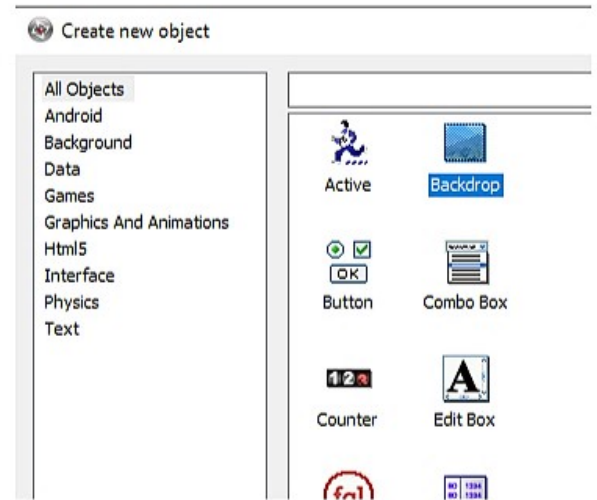 Create new object
All Objects
Android
Background
Data
Games
Graphics And Animations
Html5
Interface
Physics
Text
Active
Backdrop
OK
Button
Combo Box
123
Counter
A
Edit Box